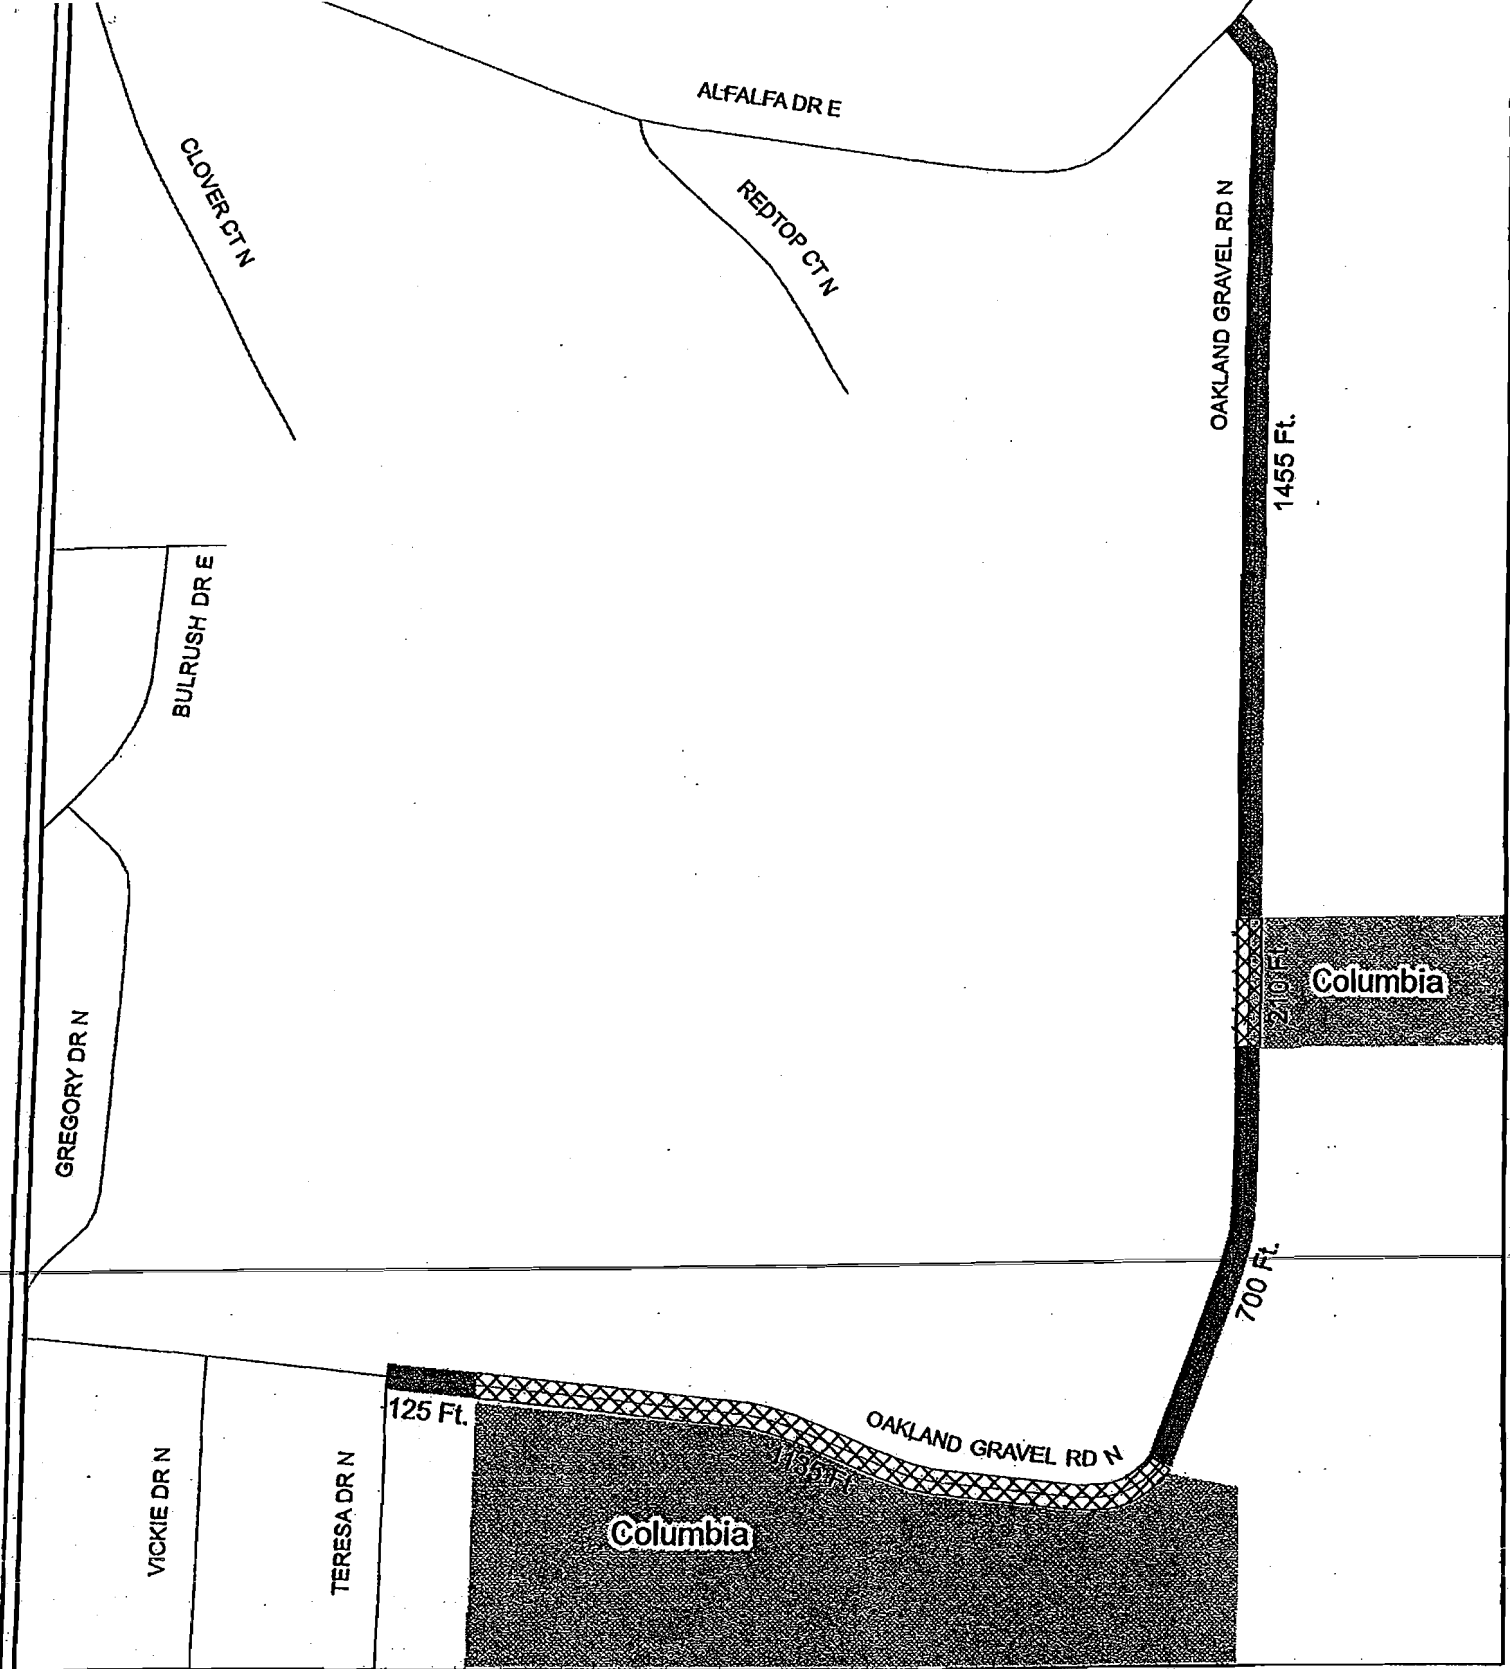 ALFALFA DR E
CLOVER CT N
REDTOP CT N
OAKLAND GRAVEL RD N
1455 Ft.
BULRUSH DR E
210 Ft.
Columbia
GREGORY DR N
700 Ft.
125 Ft.
OAKLAND GRAVEL RD N
1135 Ft.
VICKIE DR N
TERESA DR N
Columbia